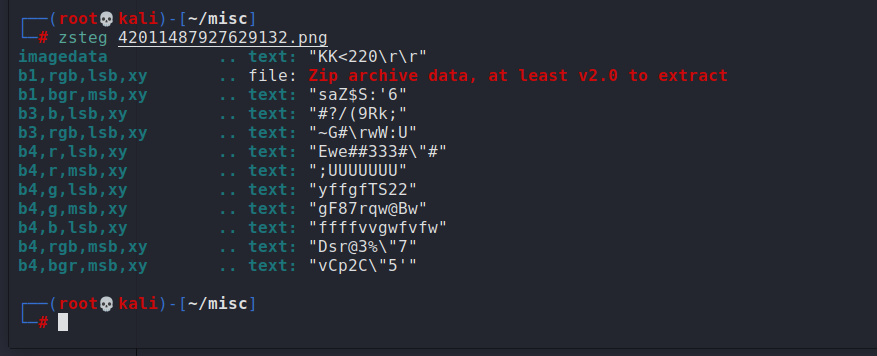 ┌──(root💀kali)-[~/misc]
└─# zsteg 42011487927629132.png
imagedata           .. text: "KK<220\r\r"
b1,rgb,lsb,xy       .. file: Zip archive data, at least v2.0 to extract
b1,bgr,msb,xy       .. text: "saZ$S:'6"
b3,b,lsb,xy         .. text: "#?/(9Rk;"
b3,rgb,lsb,xy       .. text: "~G#\rwW:U"
b4,r,lsb,xy         .. text: "Ewe##333#\"#"
b4,r,msb,xy         .. text: ";UUUUUUU"
b4,g,lsb,xy         .. text: "yffgfTS22"
b4,g,msb,xy         .. text: "gF87rqw@Bw"
b4,b,lsb,xy         .. text: "ffffvvgwfvfw"
b4,rgb,msb,xy       .. text: "Dsr@3%\"7"
b4,bgr,msb,xy       .. text: "vCp2C\"5'"
┌──(root💀kali)-[~/misc]
└─#